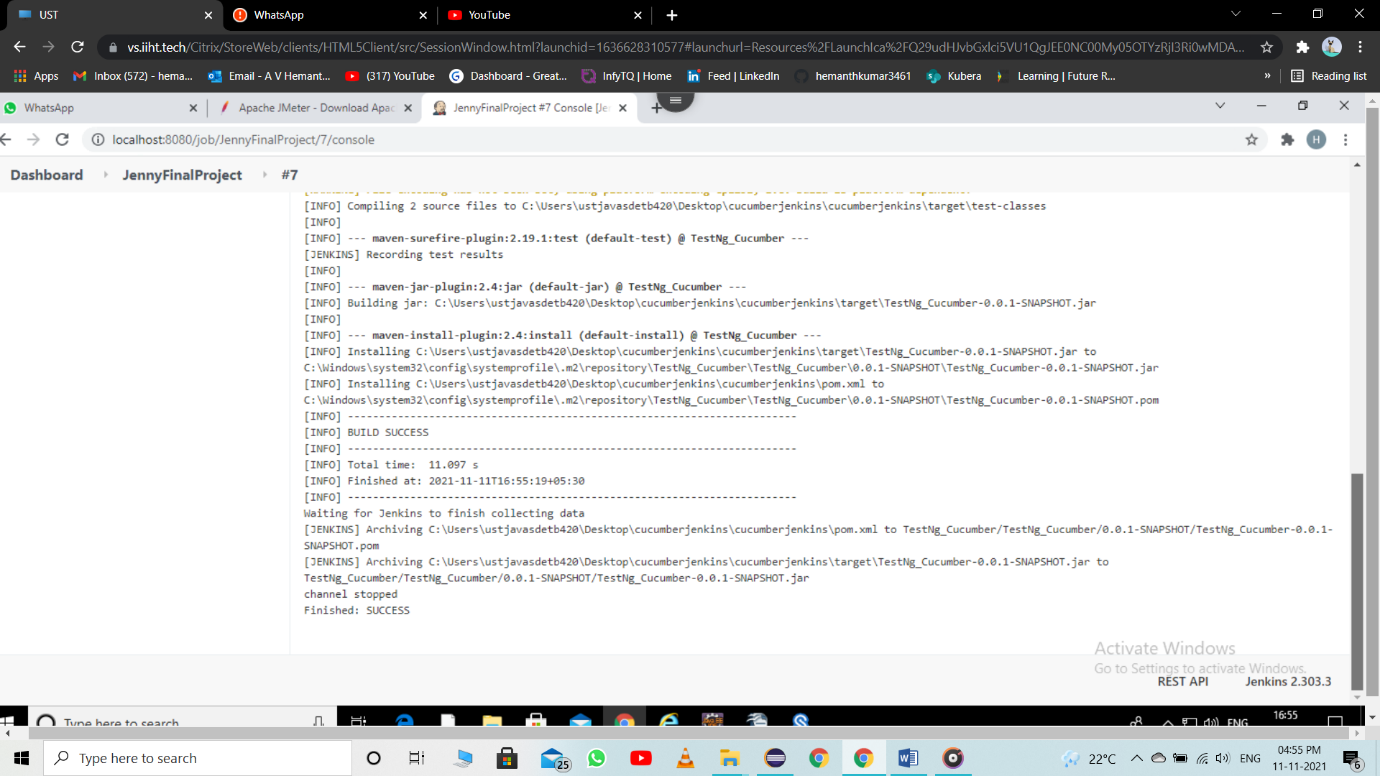 UST
WhatsApp
YouTube
vs.iiht.tech/Citrix/StoreWeb/clients/HTML5Client/src/SessionWindow.html?launchid=1636628310577#launchurl=Resources%2FLaunchIca%2FQ29udHJvbGxlci5VU1QgJEE0NC00My05OTYzRjI3Ri0wMDA...
Apps
Inbox (572) - hema...
Email - A V Hemant...
(317) YouTube
Dashboard - Great...
InfyTQ | Home
Feed | LinkedIn
hemanthkumar3461
Kubera
Learning | Future R...
»
Reading list
WhatsApp
Apache JMeter - Download Apac
JennyFinalProject #7 Console [Je
localhost:8080/job/JennyFinalProject/7/console
H
Dashboard
JennyFinalProject
#7
[INFO] Compiling 2 source files to C:\Users\ustjavasdetb420\Desktop\cucumberjenkins\cucumberjenkins\target\test-classes
[INFO]
[INFO] --- maven-surefire-plugin:2.19.1:test (default-test) @ TestNg_Cucumber ---
[JENKINS] Recording test results
[INFO]
[INFO] --- maven-jar-plugin:2.4:jar (default-jar) @ TestNg_Cucumber ---
[INFO] Building jar: C:\Users\ustjavasdetb420\Desktop\cucumberjenkins\cucumberjenkins\target\TestNg_Cucumber-0.0.1-SNAPSHOT.jar
[INFO]
[INFO] --- maven-install-plugin:2.4:install (default-install) @ TestNg_Cucumber ---
[INFO] Installing C:\Users\ustjavasdetb420\Desktop\cucumberjenkins\cucumberjenkins\target\TestNg_Cucumber-0.0.1-SNAPSHOT.jar to
C:\Windows\system32\config\systemprofile\.m2\repository\TestNg_Cucumber\TestNg_Cucumber\0.0.1-SNAPSHOT\TestNg_Cucumber-0.0.1-SNAPSHOT.jar
[INFO] Installing C:\Users\ustjavasdetb420\Desktop\cucumberjenkins\cucumberjenkins\pom.xml to
C:\Windows\system32\config\systemprofile\.m2\repository\TestNg_Cucumber\TestNg_Cucumber\0.0.1-SNAPSHOT\TestNg_Cucumber-0.0.1-SNAPSHOT.pom
[INFO] ------------------------------------------------------------------------
[INFO] BUILD SUCCESS
[INFO] ------------------------------------------------------------------------
[INFO] Total time:  11.097 s
[INFO] Finished at: 2021-11-11T16:55:19+05:30
[INFO] ------------------------------------------------------------------------
Waiting for Jenkins to finish collecting data
[JENKINS] Archiving C:\Users\ustjavasdetb420\Desktop\cucumberjenkins\cucumberjenkins\pom.xml to TestNg_Cucumber/TestNg_Cucumber/0.0.1-SNAPSHOT/TestNg_Cucumber-0.0.1-
SNAPSHOT.pom
[JENKINS] Archiving C:\Users\ustjavasdetb420\Desktop\cucumberjenkins\cucumberjenkins\target\TestNg_Cucumber-0.0.1-SNAPSHOT.jar to
TestNg_Cucumber/TestNg_Cucumber/0.0.1-SNAPSHOT/TestNg_Cucumber-0.0.1-SNAPSHOT.jar
channel stopped
Finished: SUCCESS
Activate Windows
Go to Settings to activate Windows.
REST API
Jenkins 2.303.3
Type here to search
ENG
16:55
Type here to search
25
22°C
ENG
04:55 PM
11-11-2021
6